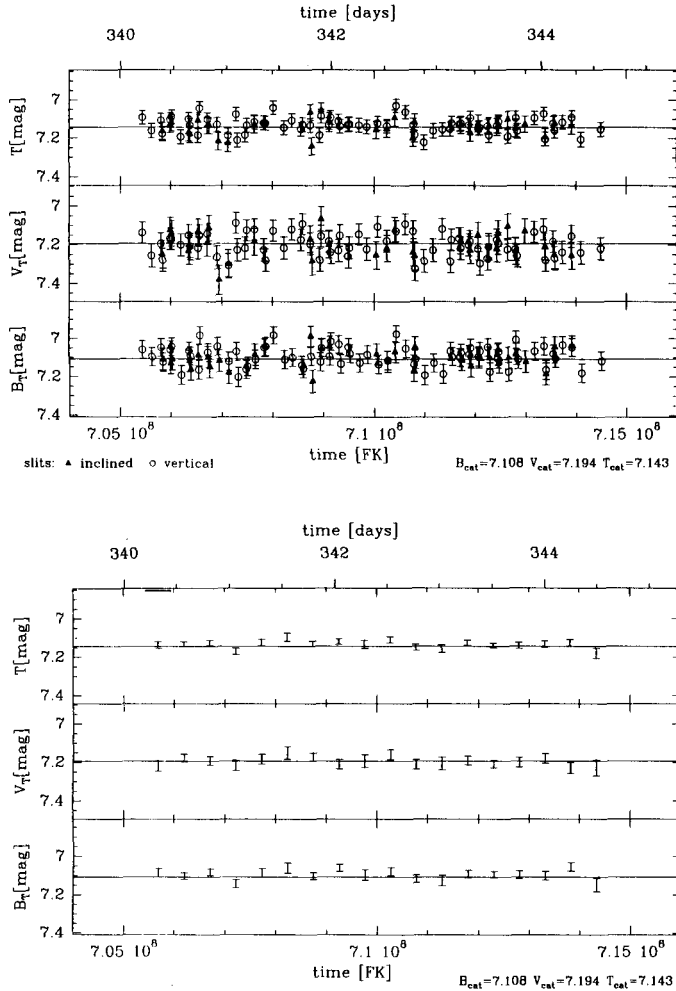 time [days]
340 342 344
T[mag]
7
7.2
7.4
V_T[mag]
7
7.2
7.4
B_T[mag]
7
7.2
7.4
7.05 10^8 7.1 10^8 7.15 10^8
time [FK]
slits: ▲ inclined ○ vertical
B_cat=7.108 V_cat=7.194 T_cat=7.143
time [days]
340 342 344
T[mag]
7
7.2
7.4
V_T[mag]
7
7.2
7.4
B_T[mag]
7
7.2
7.4
7.05 10^8 7.1 10^8 7.15 10^8
time [FK]
B_cat=7.108 V_cat=7.194 T_cat=7.143